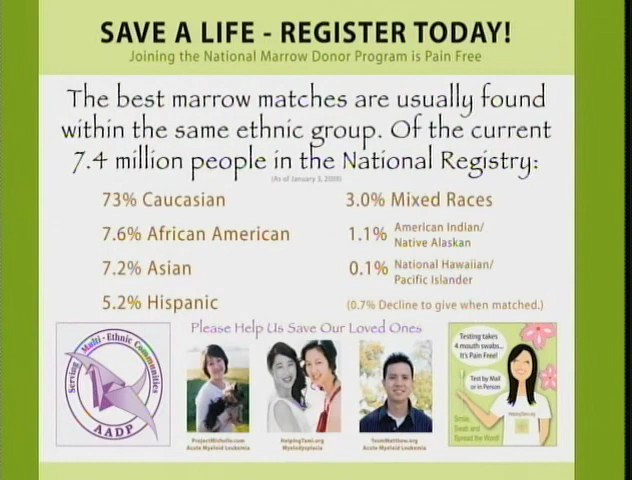 SAVE A LIFE - REGISTER TODAY!
Joining the National Marrow Donor Program is Pain Free
The best marrow matches are usually found
within the same ethnic group. Of the current
7.4 million people in the National Registry:
(As of January 3, 2009)
73% Caucasian
7.6% African American
7.2% Asian
5.2% Hispanic
3.0% Mixed Races
1.1% American Indian/
Native Alaskan
0.1% National Hawaiian/
Pacific Islander
(0.7% Decline to give when matched.)
Please Help Us Save Our Loved Ones
Serving Multi-Ethnic Communities
AADP
ProjectMichelle.com
Acute Myeloid Leukemia
HelpingTami.org
Myelodysplasia
TeamMatthew.org
Acute Myeloid Leukemia
Testing takes
4 mouth swabs...
It's Pain Free!
Test by Mail
or in Person
Smile,
Swab and
Spread the Word!